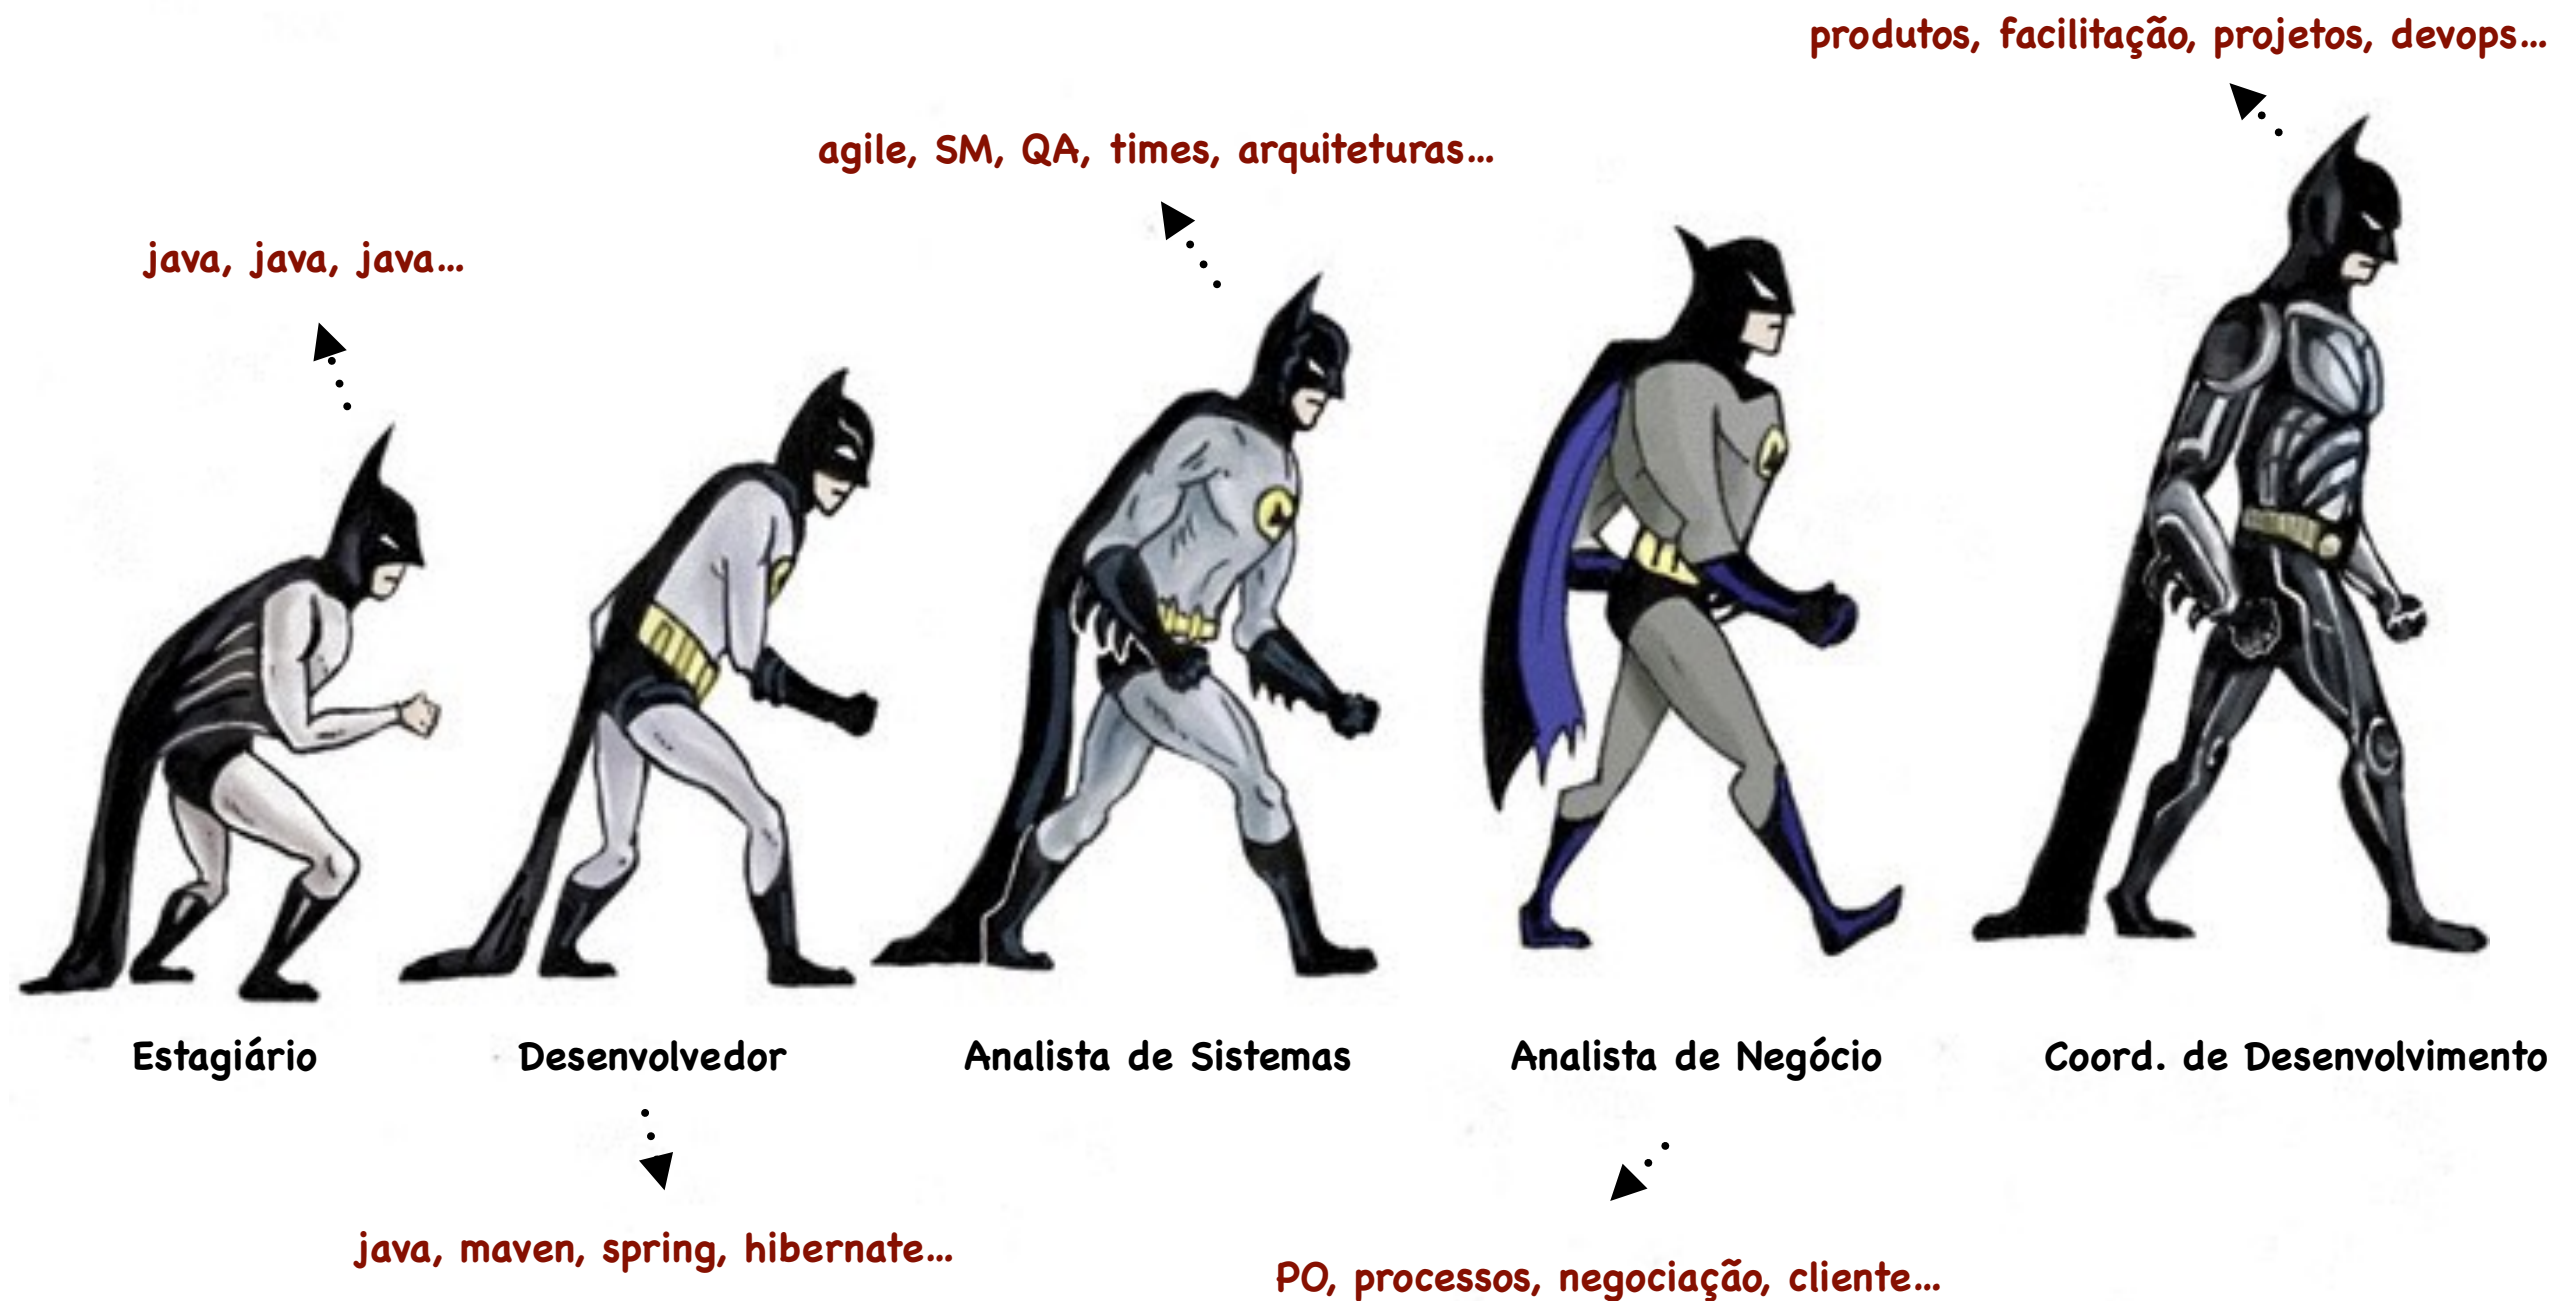 produtos, facilitação, projetos, devops...
agile, SM, QA, times, arquiteturas...
java, java, java...
Estagiário
Desenvolvedor
Analista de Sistemas
Analista de Negócio
Coord. de Desenvolvimento
java, maven, spring, hibernate...
PO, processos, negociação, cliente...